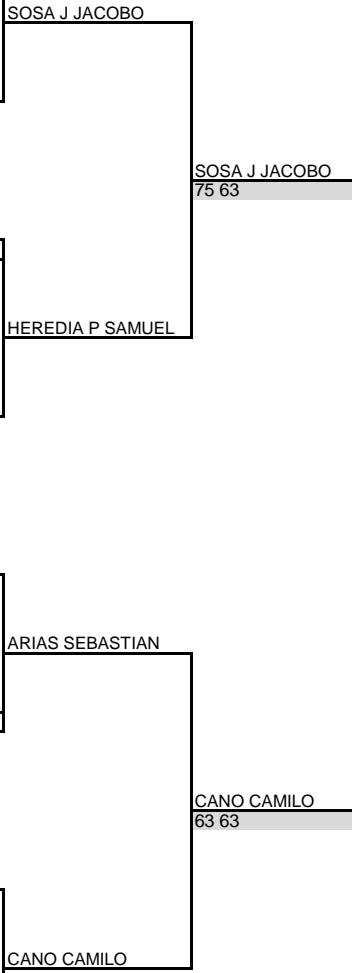 SOSA J JACOBO
SOSA J JACOBO
75 63
HEREDIA P SAMUEL
ARIAS SEBASTIAN
CANO CAMILO
63 63
CANO CAMILO